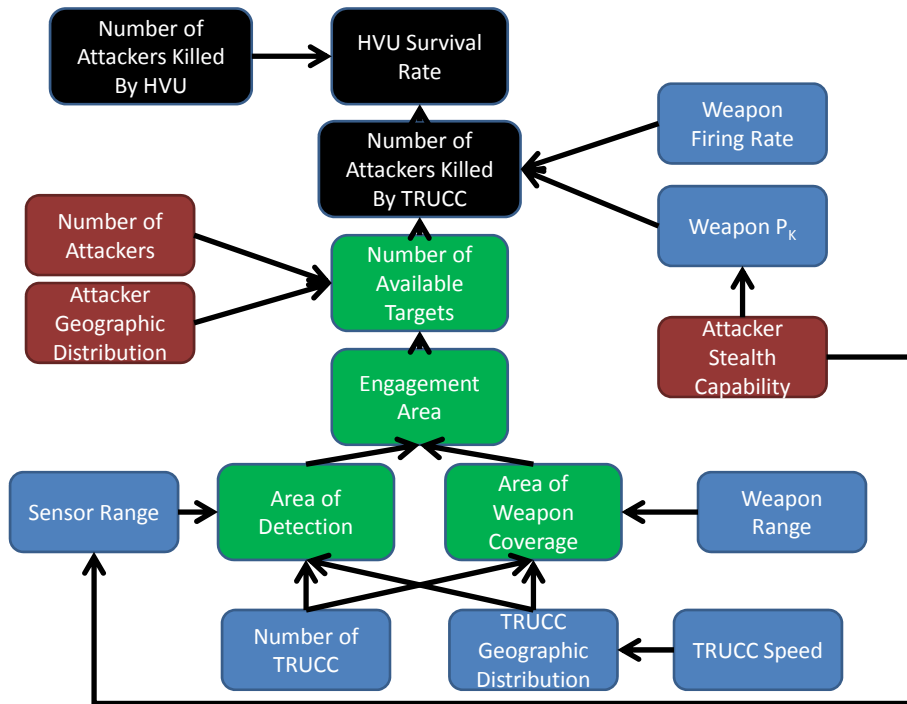 Number of
Attackers Killed
By HVU
HVU Survival
Rate
Number of
Attackers Killed
By TRUCC
Weapon
Firing Rate
Weapon PK
Number of
Attackers
Attacker
Geographic
Distribution
Number of
Available
Targets
Attacker
Stealth
Capability
Engagement
Area
Sensor Range
Area of
Detection
Area of
Weapon
Coverage
Weapon
Range
Number of
TRUCC
TRUCC
Geographic
Distribution
TRUCC Speed